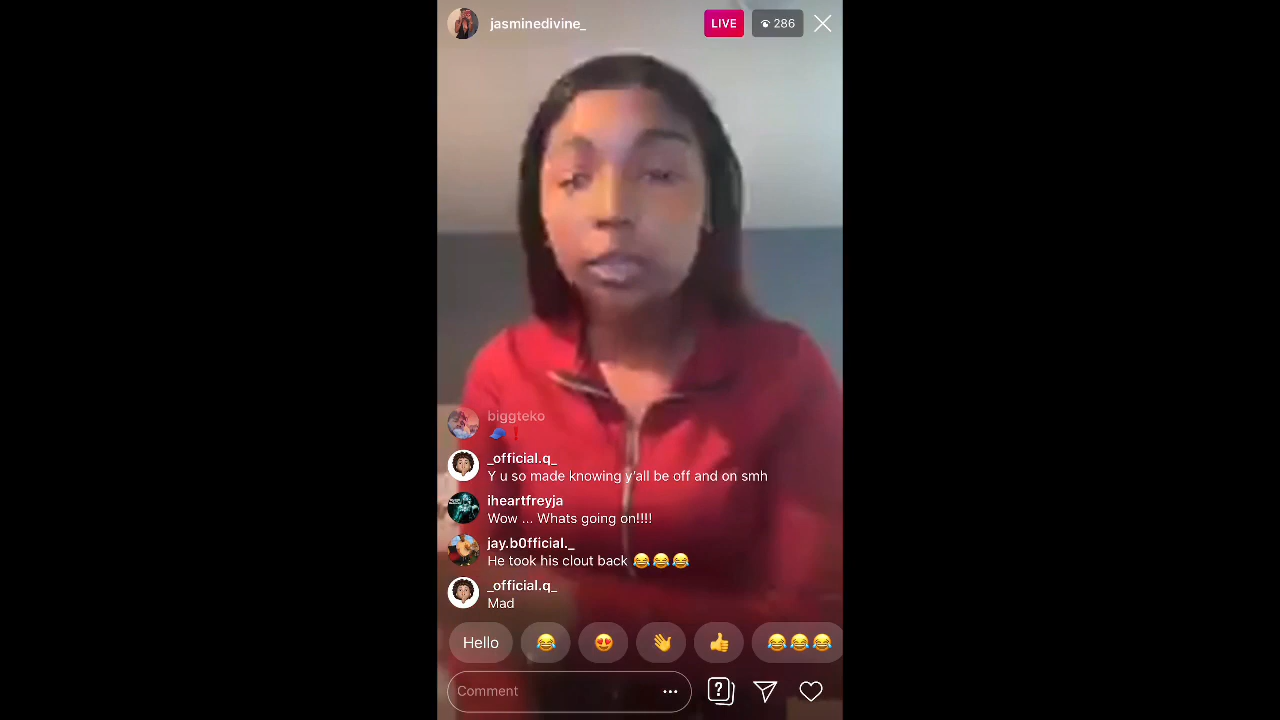 jasminedivine_
LIVE
286
biggteko
🧢❗
_official.q_
Y u so made knowing y'all be off and on smh
iheartfreyja
Wow ... Whats going on!!!!
jay.b0fficial._
He took his clout back 😂😂😂
_official.q_
Mad
Hello 😂 😍 👋 👍 😂😂😂
Comment